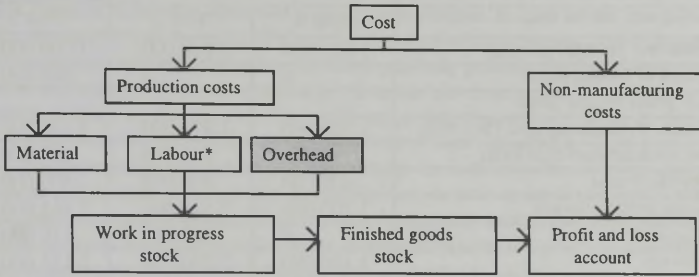 Cost
Production costs
Non-manufacturing
costs
Material
Labour*
Overhead
Work in progress
stock
Finished goods
stock
Profit and loss
account